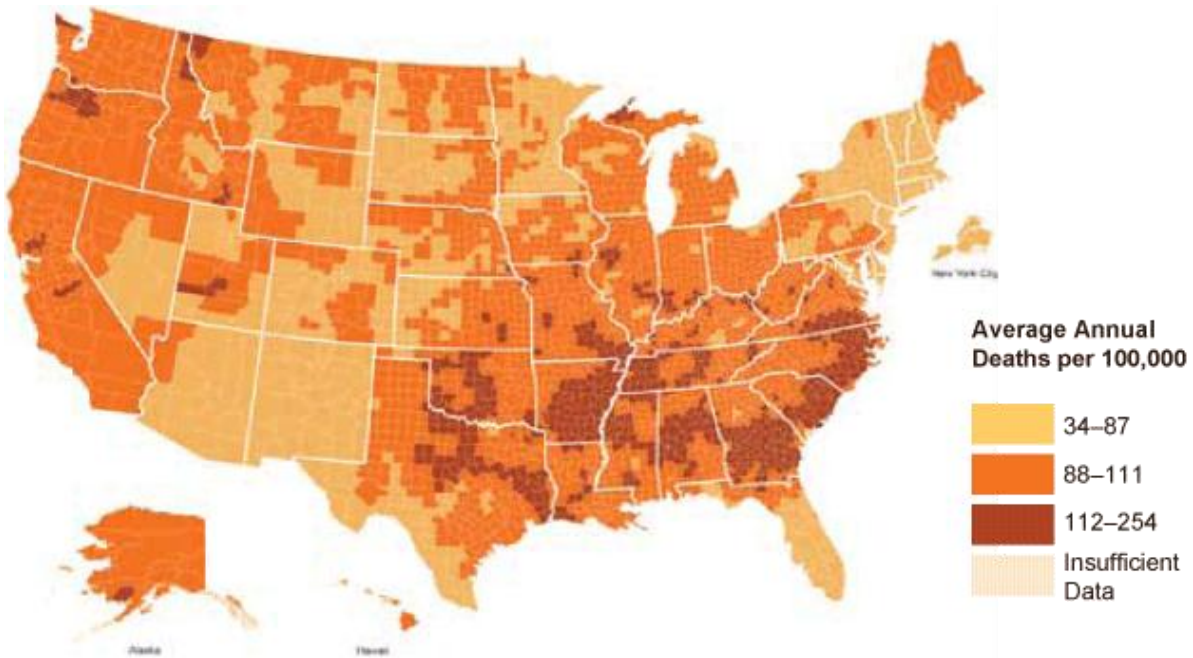 New York City
Average Annual
Deaths per 100,000
34–87
88–111
112–254
Insufficient
Data
Alaska
Hawaii